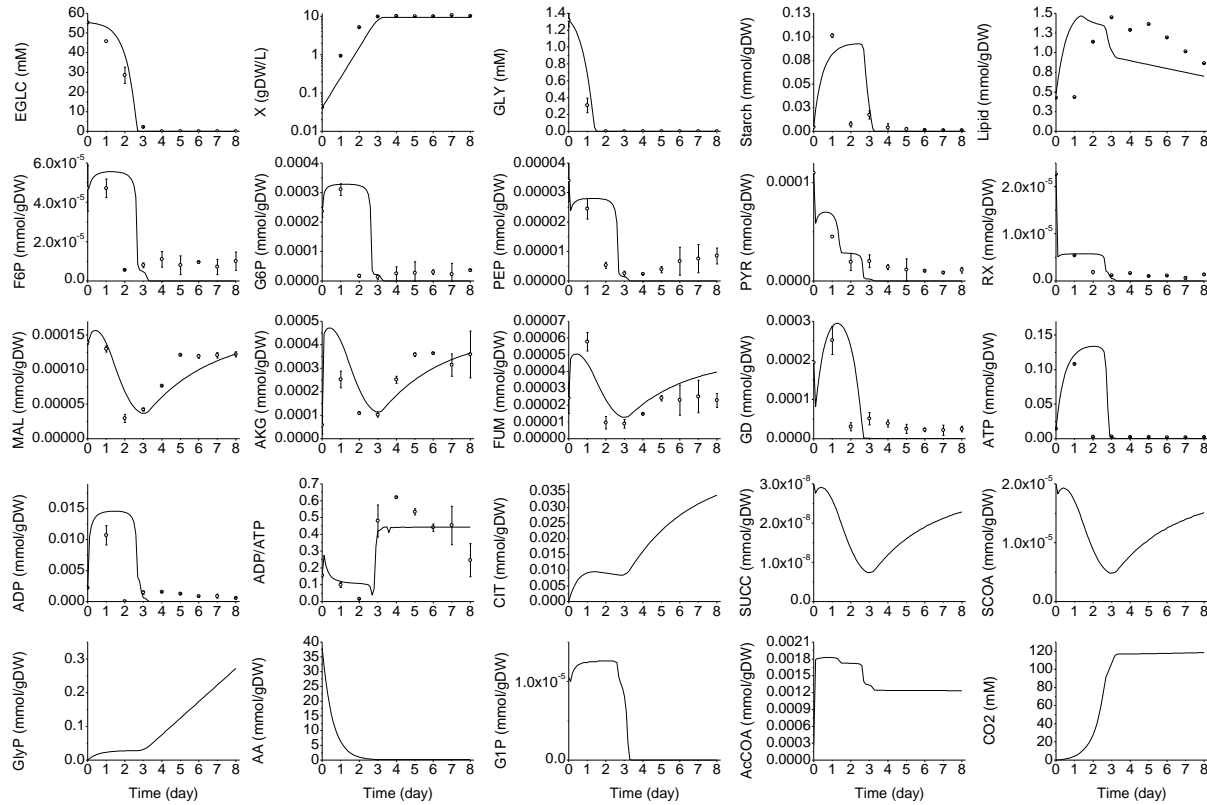 EGLC (mM)
60
50
40
30
20
10
0
0 1 2 3 4 5 6 7 8
X (gDW/L)
10
1
0.1
0.01
0 1 2 3 4 5 6 7 8
GLY (mM)
1.4
1.2
1.0
0.8
0.6
0.4
0.2
0.0
0 1 2 3 4 5 6 7 8
Starch (mmol/gDW)
0.13
0.10
0.08
0.05
0.03
0.00
0 1 2 3 4 5 6 7 8
Lipid (mmol/gDW)
1.5
1.3
1.0
0.8
0.5
0.3
0.0
0 1 2 3 4 5 6 7 8
F6P (mmol/gDW)
6.0x10-5
4.0x10-5
2.0x10-5
0.0
0 1 2 3 4 5 6 7 8
G6P (mmol/gDW)
0.0004
0.0003
0.0002
0.0001
0.0000
0 1 2 3 4 5 6 7 8
PEP (mmol/gDW)
0.00004
0.00003
0.00002
0.00001
0.00000
0 1 2 3 4 5 6 7 8
PYR (mmol/gDW)
0.0001
0.0000
0 1 2 3 4 5 6 7 8
RX (mmol/gDW)
2.0x10-5
1.0x10-5
0.0
0 1 2 3 4 5 6 7 8
MAL (mmol/gDW)
0.00015
0.00010
0.00005
0.00000
0 1 2 3 4 5 6 7 8
AKG (mmol/gDW)
0.0005
0.0004
0.0003
0.0002
0.0001
0.0000
0 1 2 3 4 5 6 7 8
FUM (mmol/gDW)
0.00007
0.00006
0.00005
0.00004
0.00003
0.00002
0.00001
0.00000
0 1 2 3 4 5 6 7 8
GD (mmol/gDW)
0.0003
0.0002
0.0001
0.0000
0 1 2 3 4 5 6 7 8
ATP (mmol/gDW)
0.15
0.10
0.05
0.00
0 1 2 3 4 5 6 7 8
ADP (mmol/gDW)
0.015
0.010
0.005
0.000
0 1 2 3 4 5 6 7 8
ADP/ATP
0.7
0.6
0.5
0.4
0.3
0.2
0.1
0.0
0 1 2 3 4 5 6 7 8
CIT (mmol/gDW)
0.035
0.030
0.025
0.020
0.015
0.010
0.005
0.000
0 1 2 3 4 5 6 7 8
SUCC (mmol/gDW)
3.0x10-8
2.0x10-8
1.0x10-8
0.0
0 1 2 3 4 5 6 7 8
SCOA (mmol/gDW)
2.0x10-5
1.0x10-5
0.0
0 1 2 3 4 5 6 7 8
GlyP (mmol/gDW)
0.3
0.2
0.1
0.0
0 1 2 3 4 5 6 7 8
Time (day)
AA (mmol/gDW)
40
35
30
25
20
15
10
5
0
0 1 2 3 4 5 6 7 8
Time (day)
G1P (mmol/gDW)
1.0x10-5
0.0
0 1 2 3 4 5 6 7 8
Time (day)
AcCOA (mmol/gDW)
0.0021
0.0018
0.0015
0.0012
0.0009
0.0006
0.0003
0.0000
0 1 2 3 4 5 6 7 8
Time (day)
CO2 (mM)
120
100
80
60
40
20
0
0 1 2 3 4 5 6 7 8
Time (day)